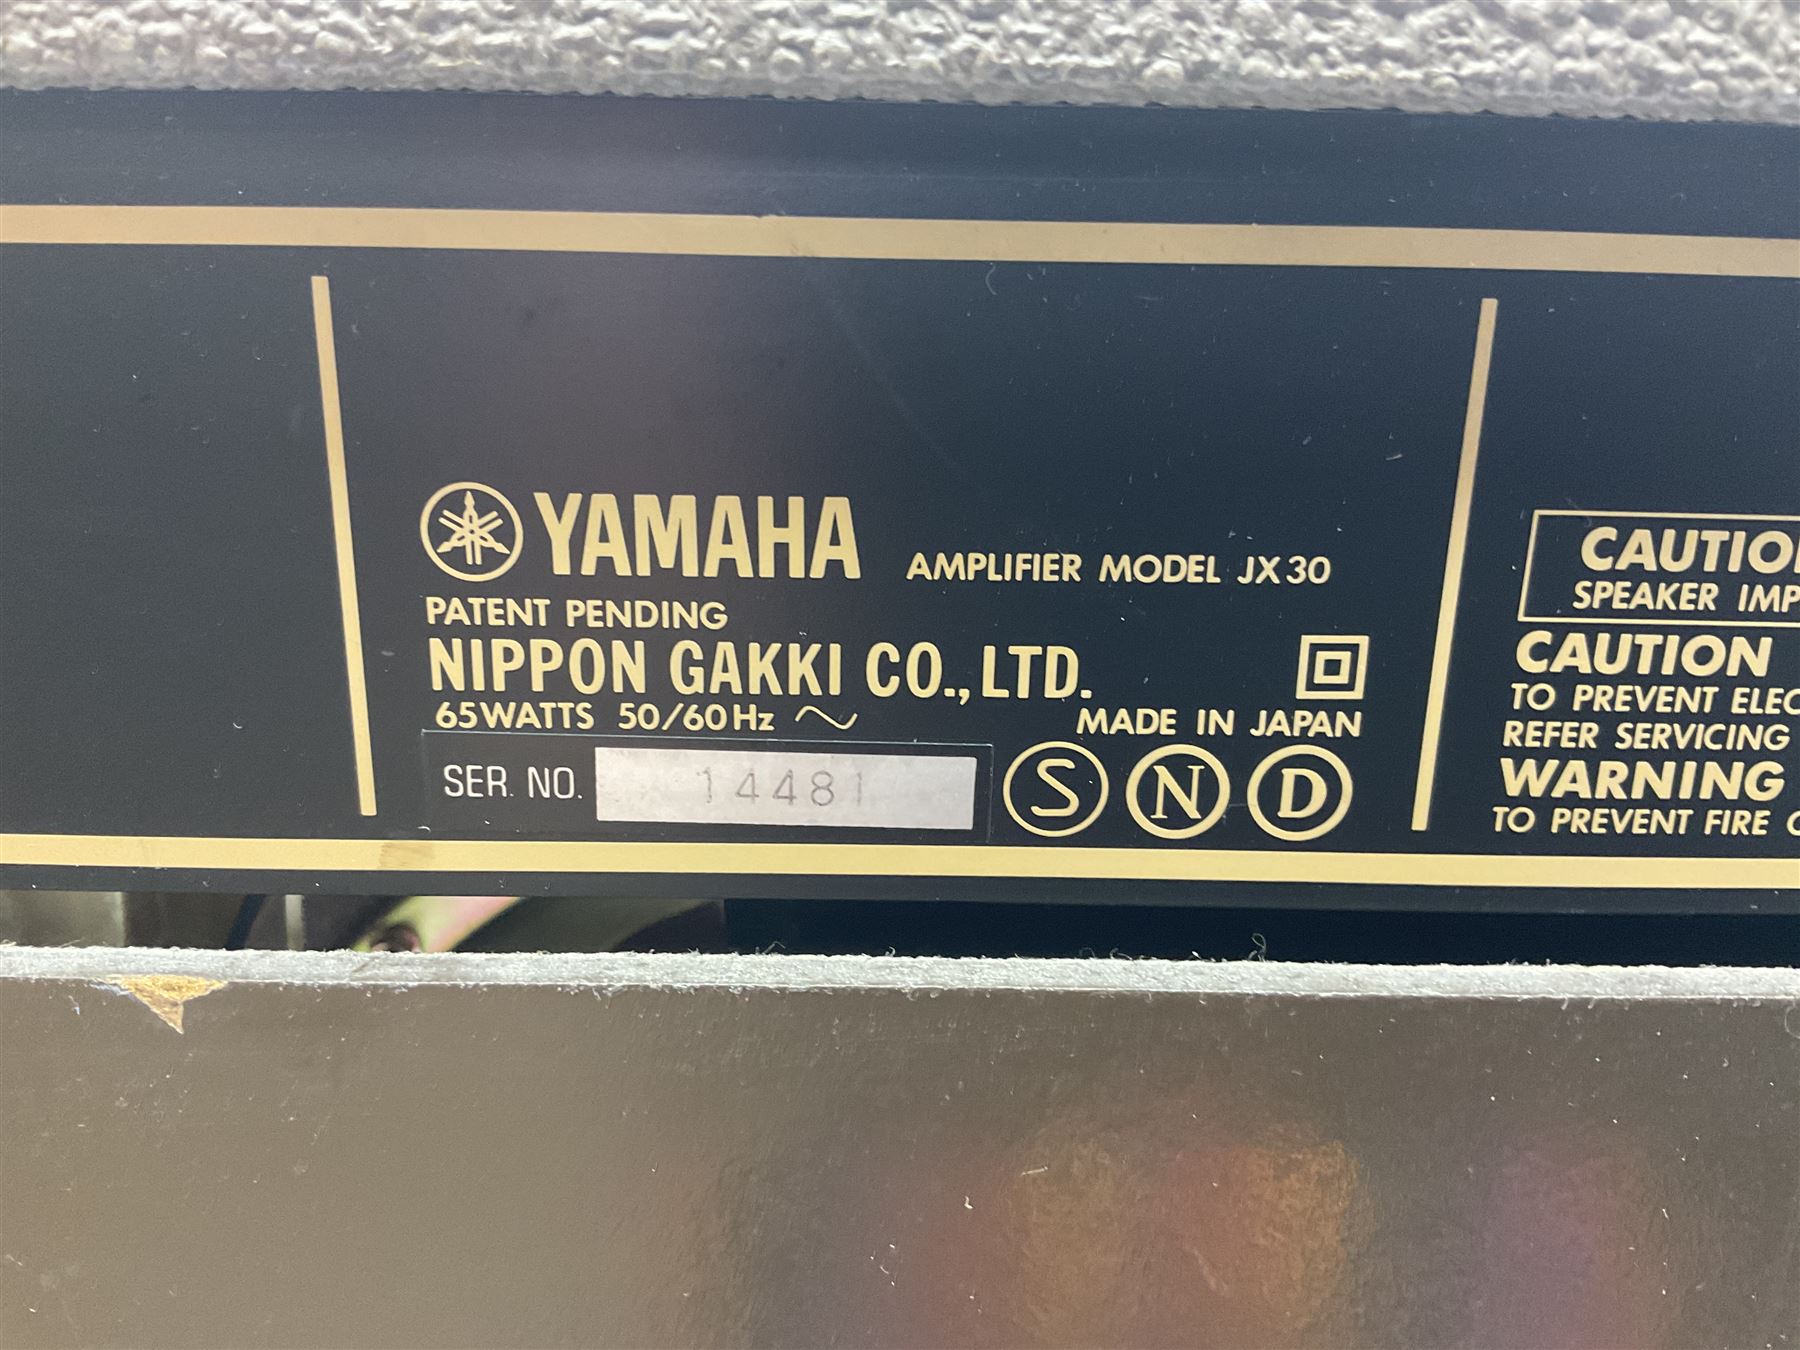 YAMAHA AMPLIFIER MODEL JX30
PATENT PENDING
NIPPON GAKKI CO., LTD.
65WATTS 50/60Hz ~
MADE IN JAPAN
SER. NO. 14481
S N D
CAUTIO
SPEAKER IMP
CAUTION
TO PREVENT ELEC
REFER SERVICING
WARNING
TO PREVENT FIRE